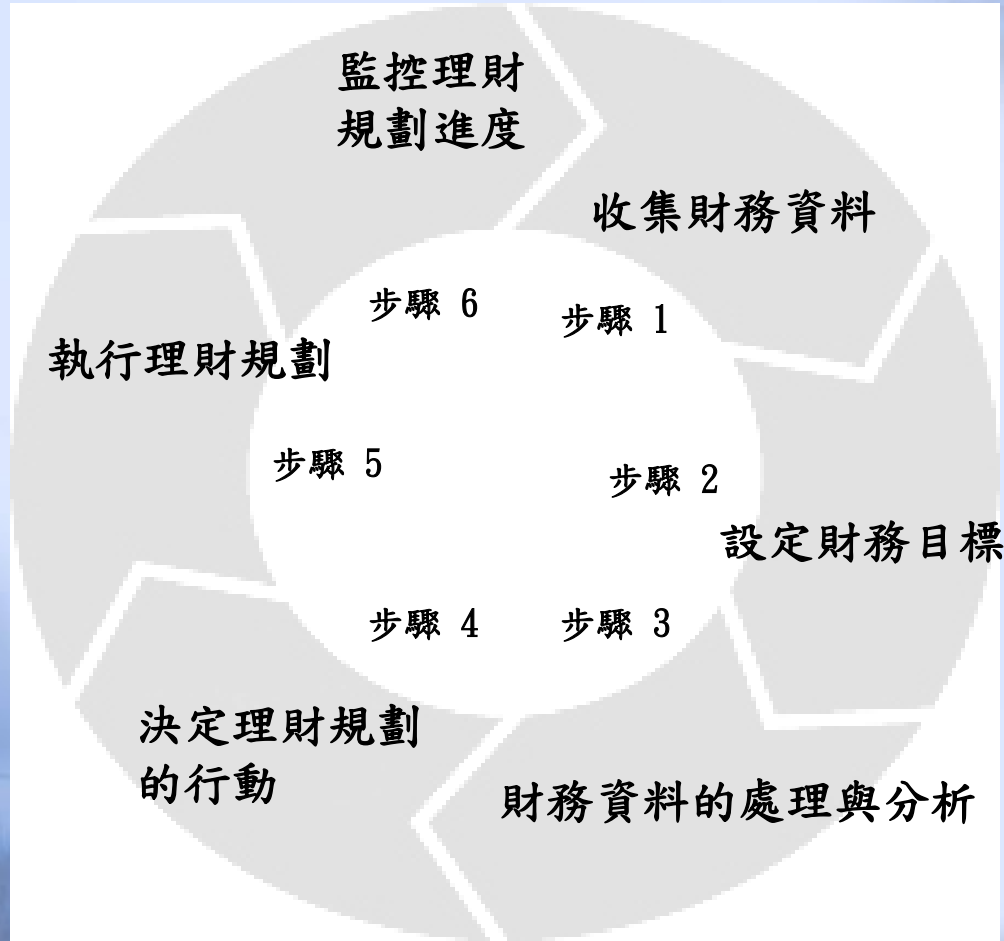 監控理財
規劃進度
收集財務資料
步驟 6
步驟 1
執行理財規劃
步驟 5
步驟 2
設定財務目標
步驟 4
步驟 3
決定理財規劃
的行動
財務資料的處理與分析